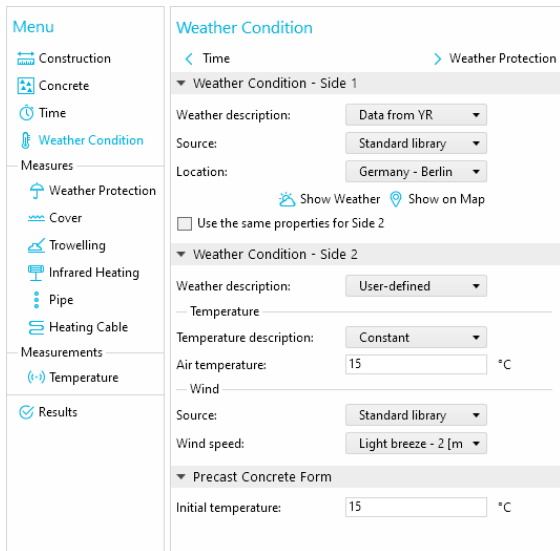 Menu
Construction
Concrete
Time
Weather Condition
Measures
Weather Protection
Cover
Trowelling
Infrared Heating
Pipe
Heating Cable
Measurements
Temperature
Results
Weather Condition
Time Weather Protection
Weather Condition - Side 1
Weather description: Data from YR
Source: Standard library
Location: Germany - Berlin
Show Weather Show on Map
Use the same properties for Side 2
Weather Condition - Side 2
Weather description: User-defined
Temperature
Temperature description: Constant
Air temperature: 15 °C
Wind
Source: Standard library
Wind speed: Light breeze - 2 [m
Precast Concrete Form
Initial temperature: 15 °C